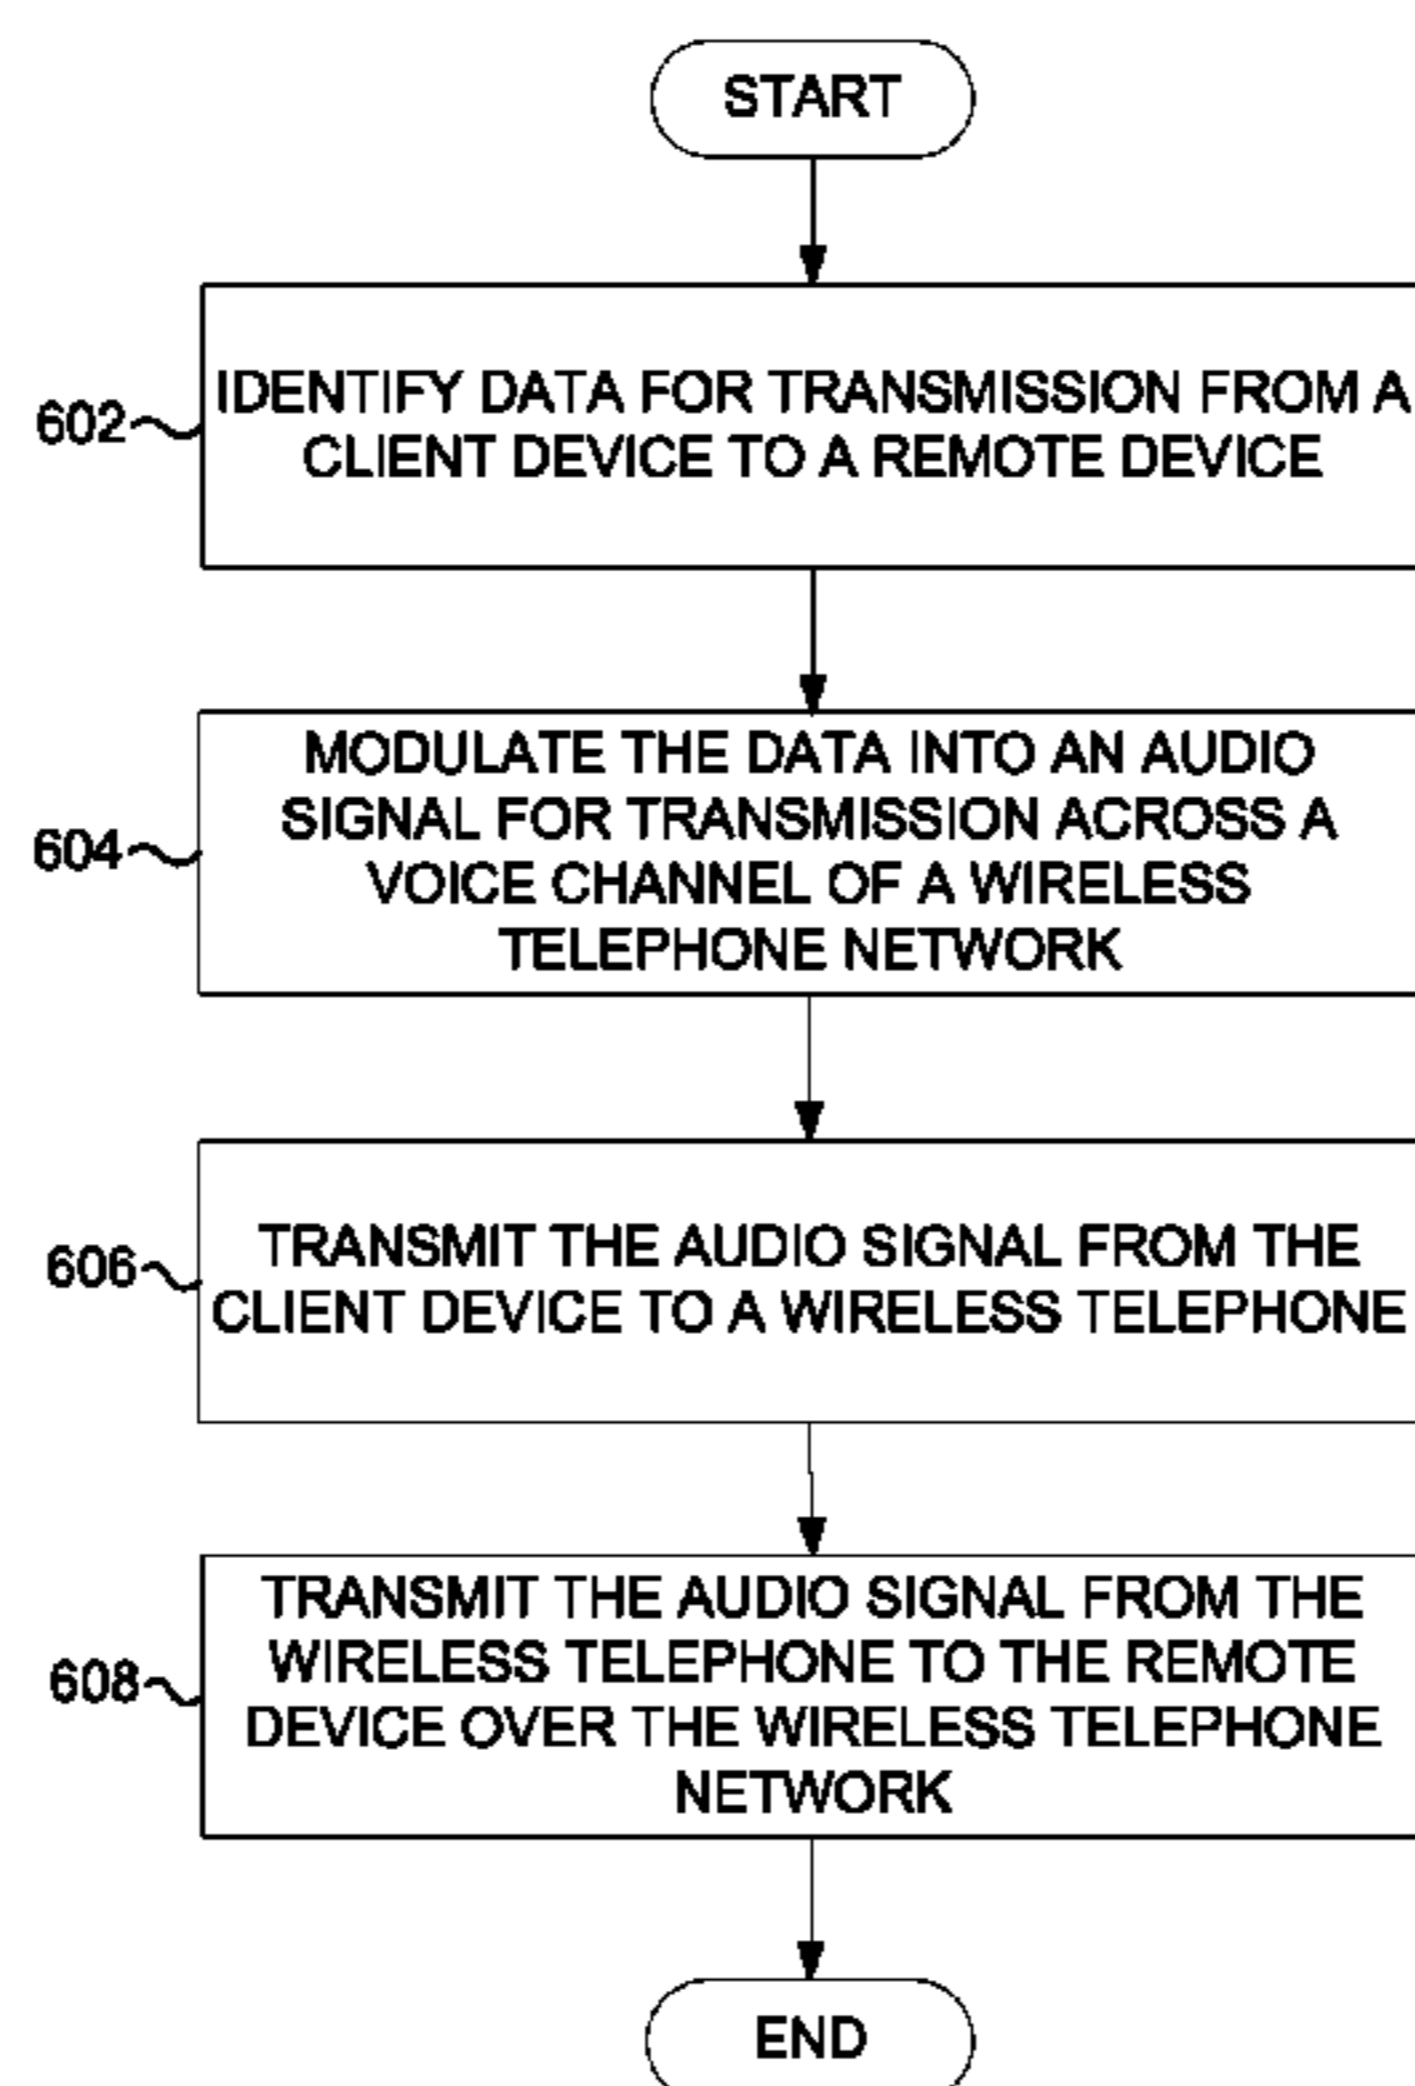 START
602
IDENTIFY DATA FOR TRANSMISSION FROM A
CLIENT DEVICE TO A REMOTE DEVICE
604
MODULATE THE DATA INTO AN AUDIO
SIGNAL FOR TRANSMISSION ACROSS A
VOICE CHANNEL OF A WIRELESS
TELEPHONE NETWORK
606
TRANSMIT THE AUDIO SIGNAL FROM THE
CLIENT DEVICE TO A WIRELESS TELEPHONE
608
TRANSMIT THE AUDIO SIGNAL FROM THE
WIRELESS TELEPHONE TO THE REMOTE
DEVICE OVER THE WIRELESS TELEPHONE
NETWORK
END